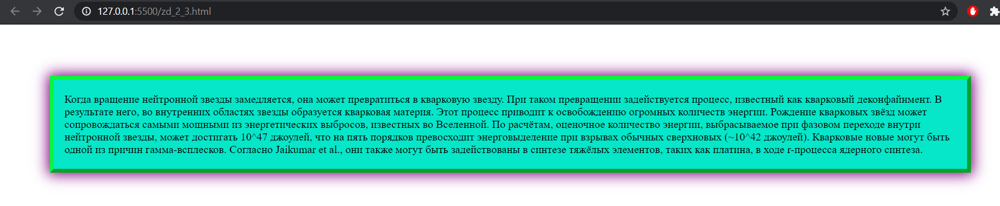 127.0.0.1:5500/zd_2_3.html
Когда вращение нейтронной звезды замедляется, она может превратиться в кварковую звезду. При таком превращении задействуется процесс, известный как кварковый деконфайнмент. В
результате него, во внутренних областях звезды образуется кварковая материя. Этот процесс приводит к освобождению огромных количеств энергии. Рождение кварковых звёзд может
сопровождаться самыми мощными из энергетических выбросов, известных во Вселенной. По расчётам, оценочное количество энергии, выбрасываемое при фазовом переходе внутри
нейтронной звезды, может достигать 10^47 джоулей, что на пять порядков превосходит энерговыделение при взрывах обычных сверхновых (~10^42 джоулей). Кварковые новые могут быть
одной из причин гамма-всплесков. Согласно Jaikumar et al., они также могут быть задействованы в синтезе тяжёлых элементов, таких как платина, в ходе r-процесса ядерного синтеза.